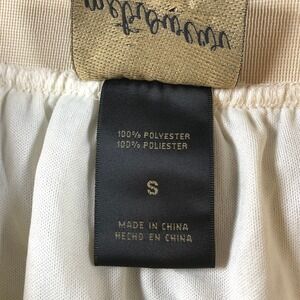 100% POLYESTER
100% POLIESTER
S
MADE IN CHINA
HECHO EN CHINA